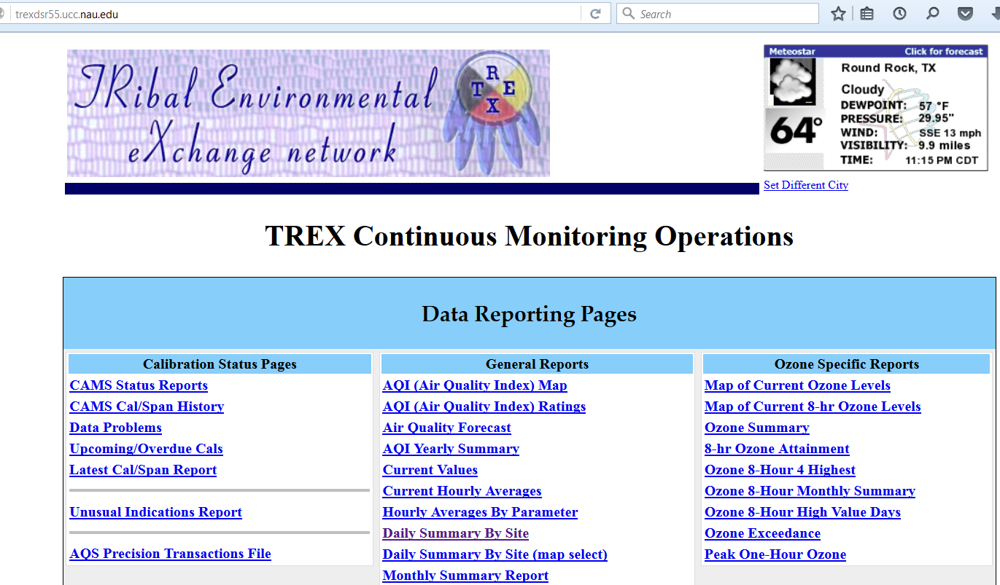 trexdsr55.ucc.nau.edu
Search
TRibal Environmental
eXchange network
T R E X
Meteostar Click for forecast
Round Rock, TX
Cloudy
64°
DEWPOINT: 57 °F
PRESSURE: 29.95"
WIND: SSE 13 mph
VISIBILITY: 9.9 miles
TIME: 11:15 PM CDT
Set Different City
TREX Continuous Monitoring Operations
Data Reporting Pages
Calibration Status Pages
CAMS Status Reports
CAMS Cal/Span History
Data Problems
Upcoming/Overdue Cals
Latest Cal/Span Report
Unusual Indications Report
AQS Precision Transactions File
General Reports
AQI (Air Quality Index) Map
AQI (Air Quality Index) Ratings
Air Quality Forecast
AQI Yearly Summary
Current Values
Current Hourly Averages
Hourly Averages By Parameter
Daily Summary By Site
Daily Summary By Site (map select)
Monthly Summary Report
Ozone Specific Reports
Map of Current Ozone Levels
Map of Current 8-hr Ozone Levels
Ozone Summary
8-hr Ozone Attainment
Ozone 8-Hour 4 Highest
Ozone 8-Hour Monthly Summary
Ozone 8-Hour High Value Days
Ozone Exceedance
Peak One-Hour Ozone